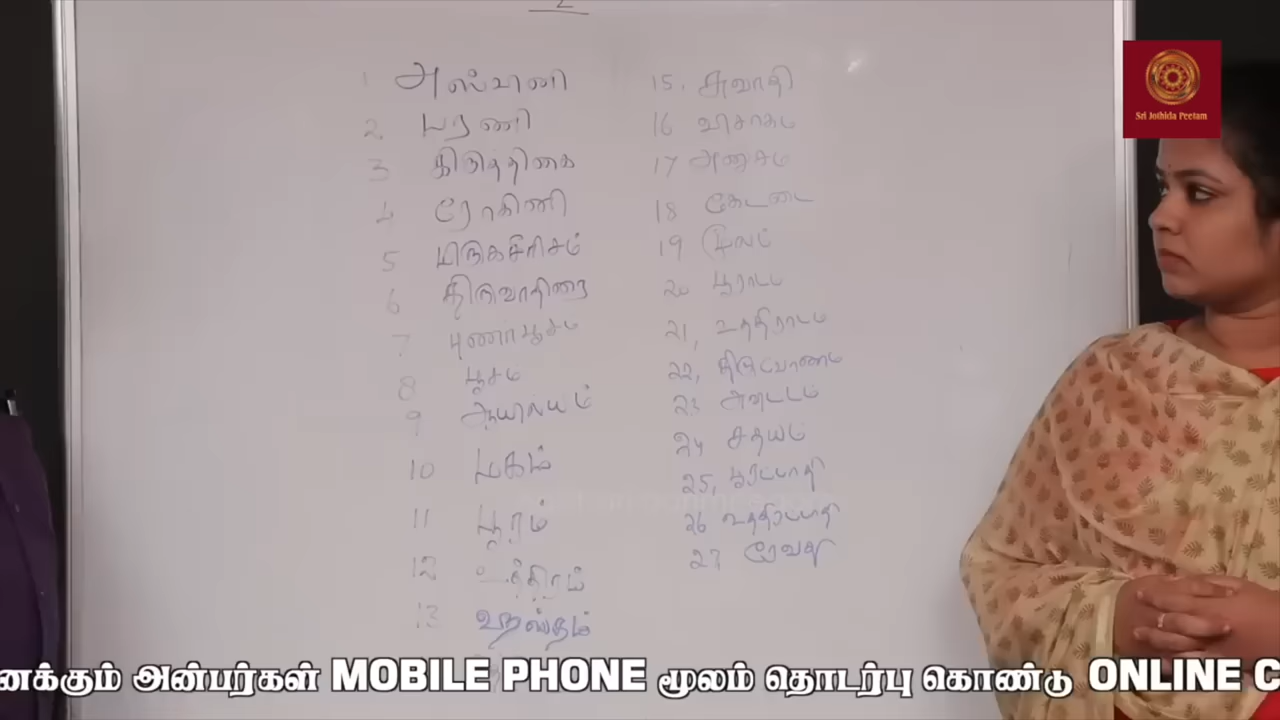 1 அஸ்வினி
2 பரணி
3 கிருத்திகை
4 ரோகிணி
5 மிருகசீரிசம்
6 திருவாதிரை
7 புணர்பூசம்
8 பூசம்
9 ஆயில்யம்
10 மகம்
11 பூரம்
12 உத்திரம்
13 ஹஸ்தம்
15. சுவாதி
16 விசாகம்
17 அனுசம்
18 கேட்டை
19 மூலம்
20 பூராடம்
21, உத்திராடம்
22, திருவோணம்
23 அவிட்டம்
24 சதயம்
25, பூரட்டாதி
26 உத்திரட்டாதி
27 ரேவதி
Sri Jothida Peetam
னக்கும் அன்பர்கள் MOBILE PHONE மூலம் தொடர்பு கொண்டு ONLINE C